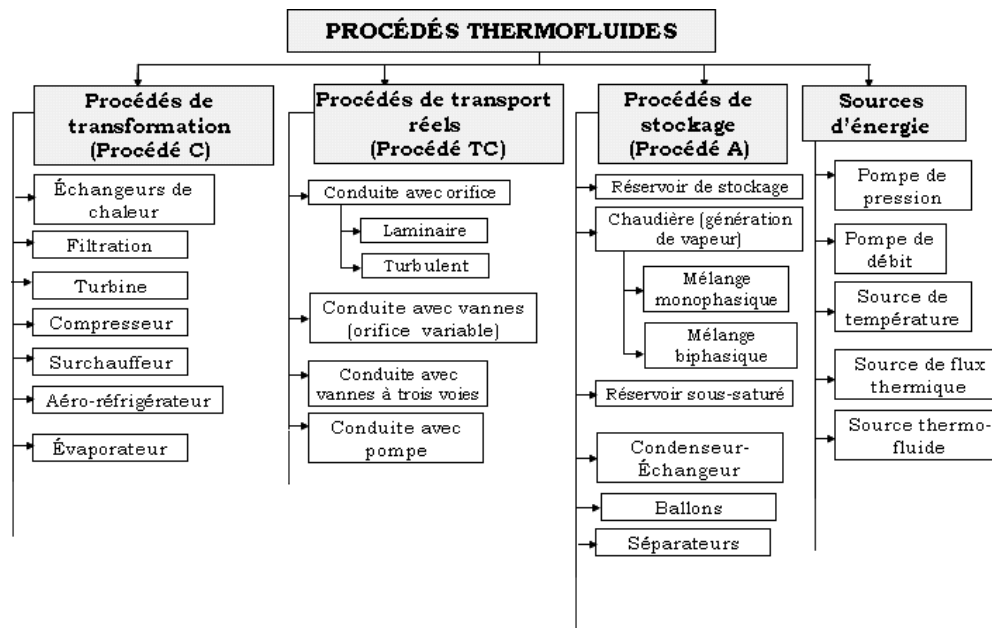 PROCÉDÉS THERMOFLUIDES
Procédés de
transformation
(Procédé C)
Échangeurs de
chaleur
Filtration
Turbine
Compresseur
Surchauffeur
Aéro-réfrigérateur
Évaporateur
Procédés de transport
réels
(Procédé TC)
Conduite avec orifice
Laminaire
Turbulent
Conduite avec vannes
(orifice variable)
Conduite avec
vannes à trois voies
Conduite avec
pompe
Procédés de
stockage
(Procédé A)
Réservoir de stockage
Chaudière (génération
de vapeur)
Mélange
monophasique
Mélange
biphasique
Réservoir sous-saturé
Condenseur-
Échangeur
Ballons
Séparateurs
Sources
d'énergie
Pompe de
pression
Pompe de
débit
Source de
température
Source de flux
thermique
Source thermo-
fluide